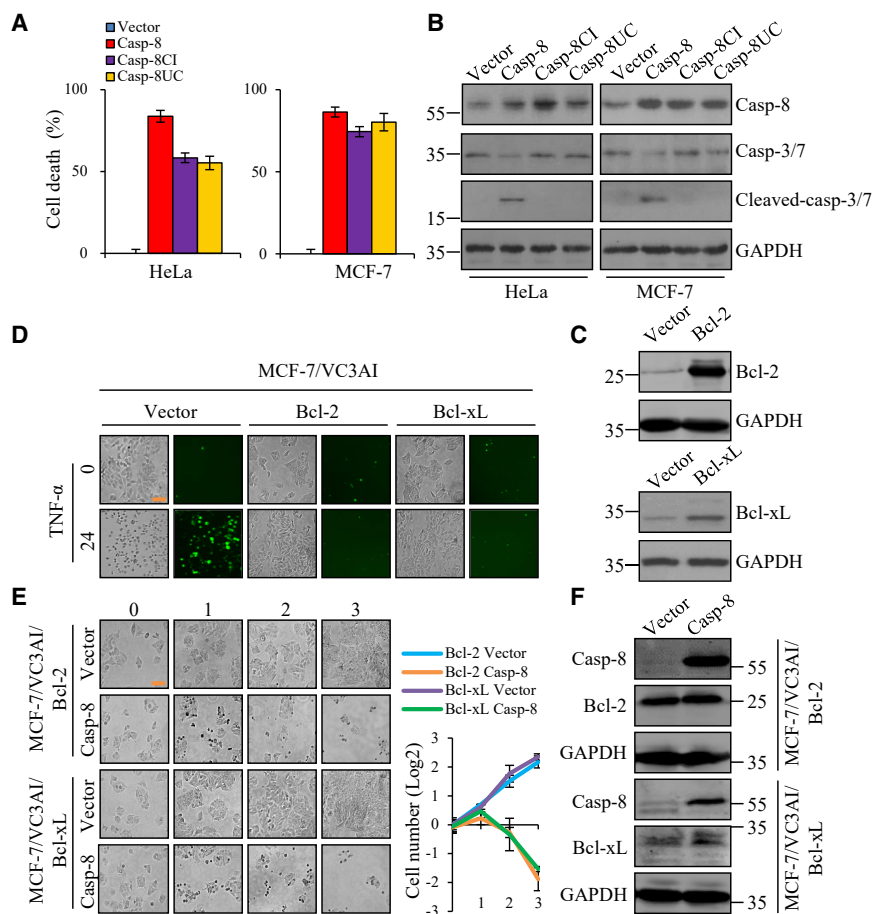 A
Vector
Casp-8
Casp-8CI
Casp-8UC
Cell death (%)
100
50
0
HeLa
100
50
0
MCF-7
B
Vector
Casp-8
Casp-8CI
Casp-8UC
Vector
Casp-8
Casp-8CI
Casp-8UC
55
Casp-8
35
Casp-3/7
15
Cleaved-casp-3/7
35
GAPDH
HeLa
MCF-7
D
MCF-7/VC3AI
Vector
Bcl-2
Bcl-xL
TNF-α
0
24
C
Vector
Bcl-2
25
Bcl-2
35
GAPDH
Vector
Bcl-xL
35
Bcl-xL
35
GAPDH
E
0
1
2
3
MCF-7/VC3AI/
Bcl-2
Vector
Casp-8
MCF-7/VC3AI/
Bcl-xL
Vector
Casp-8
Bcl-2 Vector
Bcl-2 Casp-8
Bcl-xL Vector
Bcl-xL Casp-8
Cell number (Log2)
3
2
1
0
-1
-2
-3
1
2
3
F
Vector
Casp-8
Casp-8
55
Bcl-2
25
GAPDH
35
MCF-7/VC3AI/
Bcl-2
Casp-8
55
35
Bcl-xL
GAPDH
35
MCF-7/VC3AI/
Bcl-xL